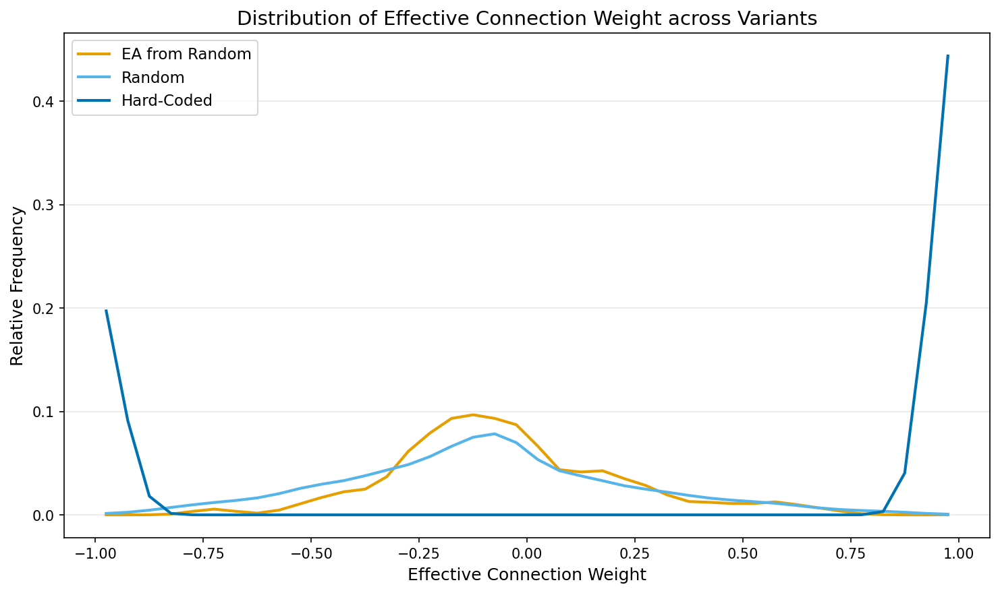 Distribution of Effective Connection Weight across Variants
EA from Random
Random
Hard-Coded
Relative Frequency
0.4
0.3
0.2
0.1
0.0
−1.00
−0.75
−0.50
−0.25
0.00
0.25
0.50
0.75
1.00
Effective Connection Weight